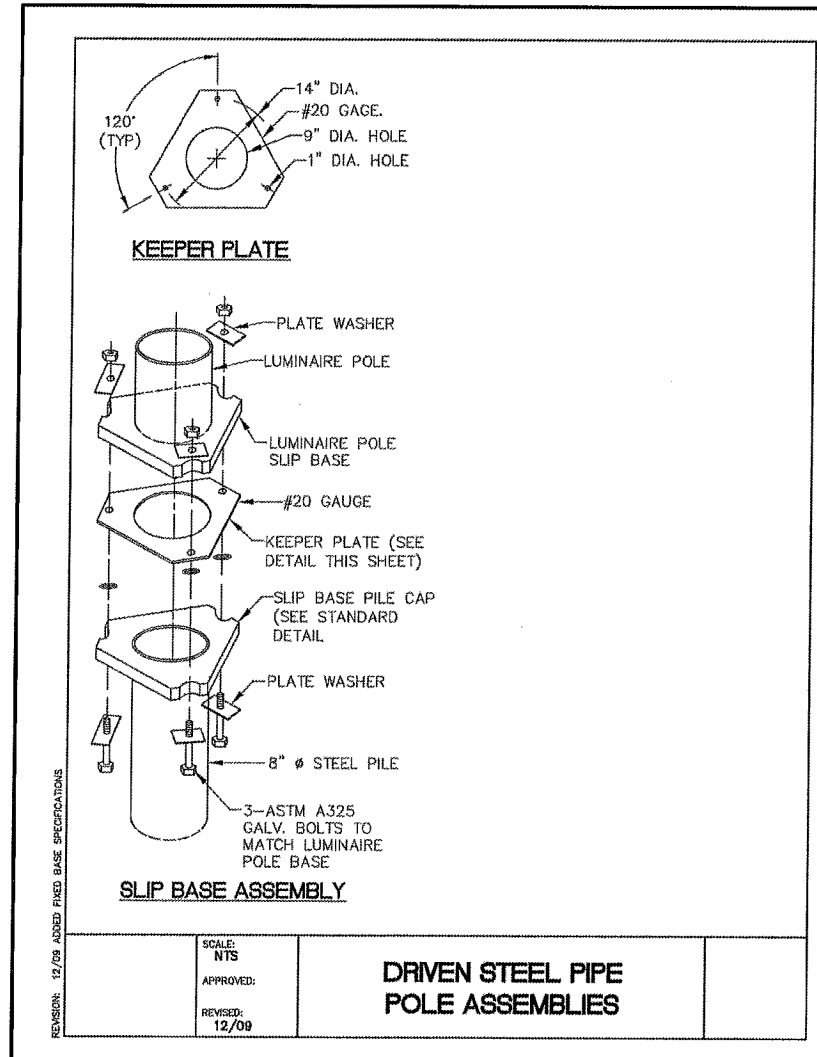 14" DIA.
#20 GAGE.
120°
(TYP)
9" DIA. HOLE
1" DIA. HOLE
KEEPER PLATE
PLATE WASHER
LUMINAIRE POLE
LUMINAIRE POLE
SLIP BASE
#20 GAUGE
KEEPER PLATE (SEE
DETAIL THIS SHEET)
SLIP BASE PILE CAP
(SEE STANDARD
DETAIL
PLATE WASHER
8" ø STEEL PILE
3-ASTM A325
GALV. BOLTS TO
MATCH LUMINAIRE
POLE BASE
SLIP BASE ASSEMBLY
REVISION: 12/09 ADDED FIXED BASE SPECIFICATIONS
SCALE:
NTS
APPROVED:
REVISED:
12/09
DRIVEN STEEL PIPE
POLE ASSEMBLIES